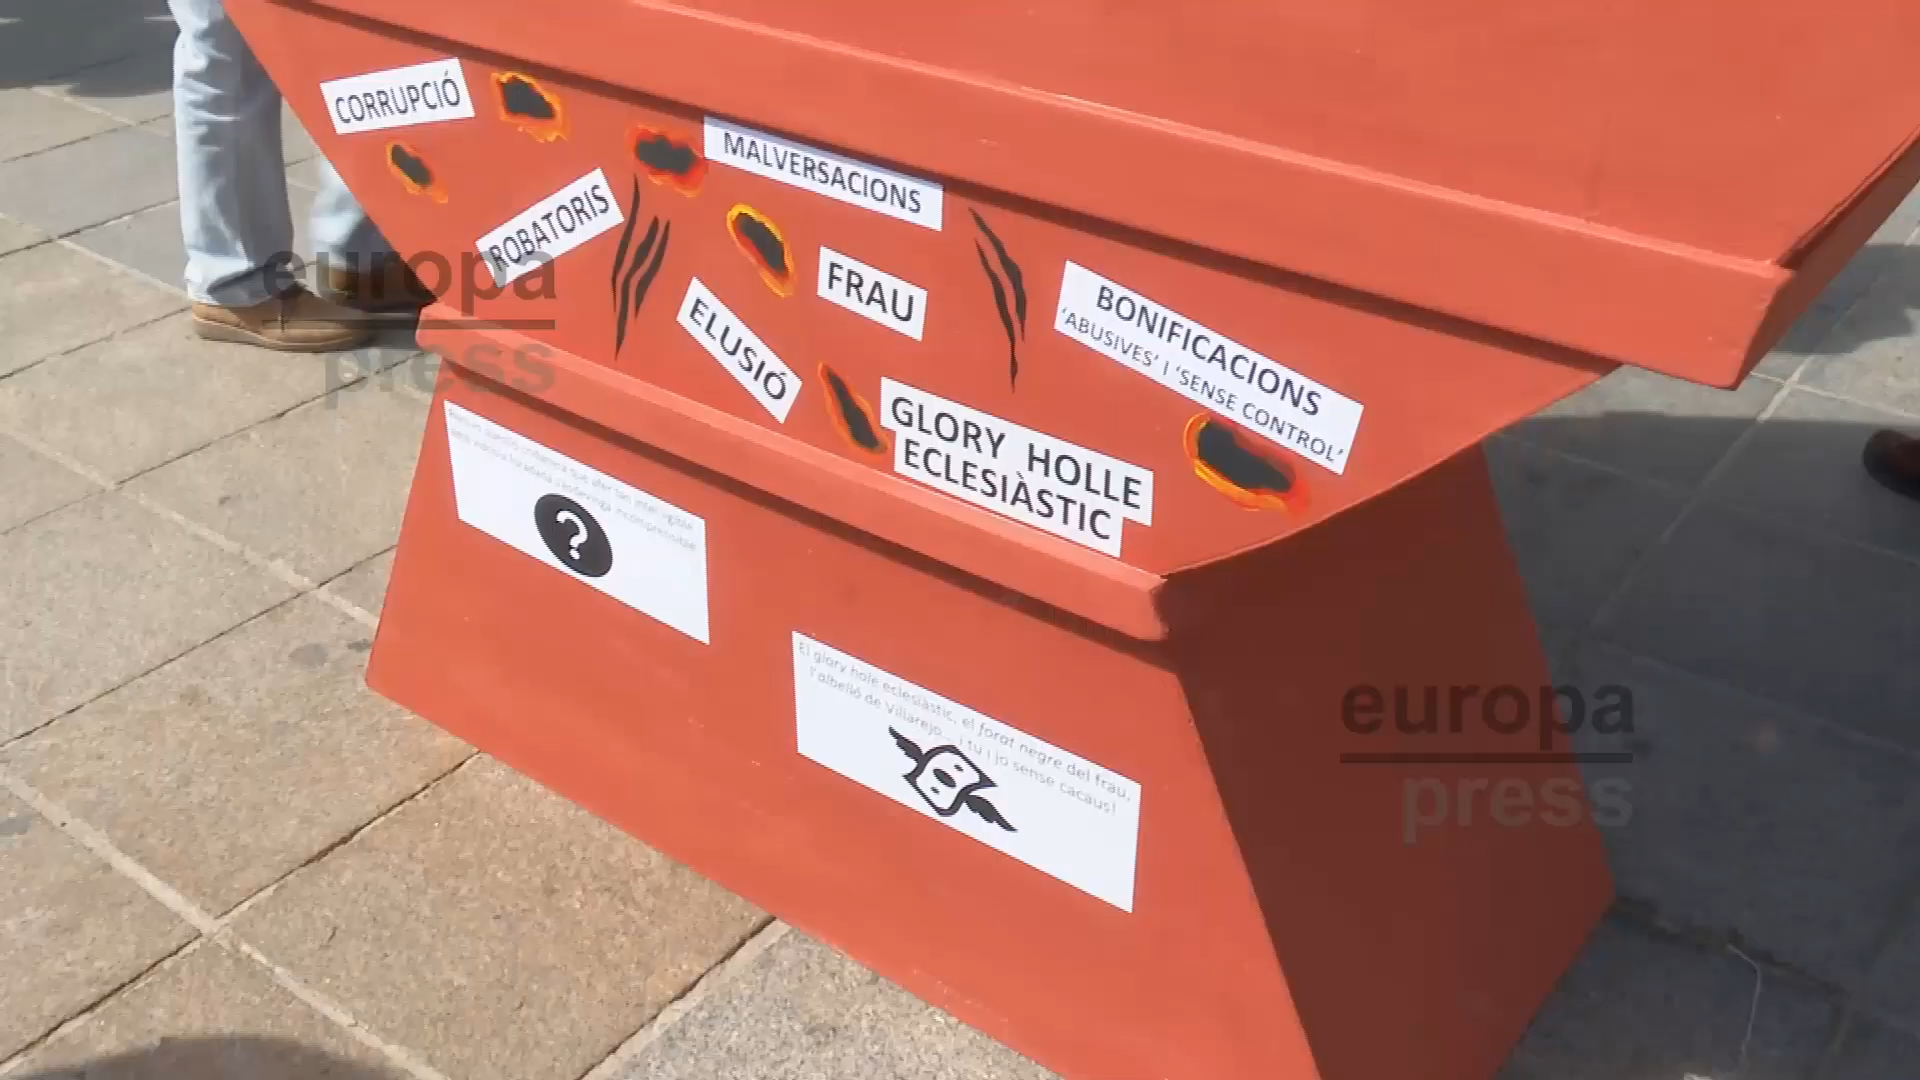 CORRUPCIÓ
MALVERSACIONS
ROBATORIS
FRAU
ELUSIÓ
BONIFICACIONS
‘ABUSIVES’ I ‘SENSE CONTROL’
GLORY HOLLE
ECLESIÀSTIC
?
El glory hole eclesiàstic, el forat negre del frau,
l'albelló de Villarejo... i tu i jo sense cacaus!
europa
press
europa
press